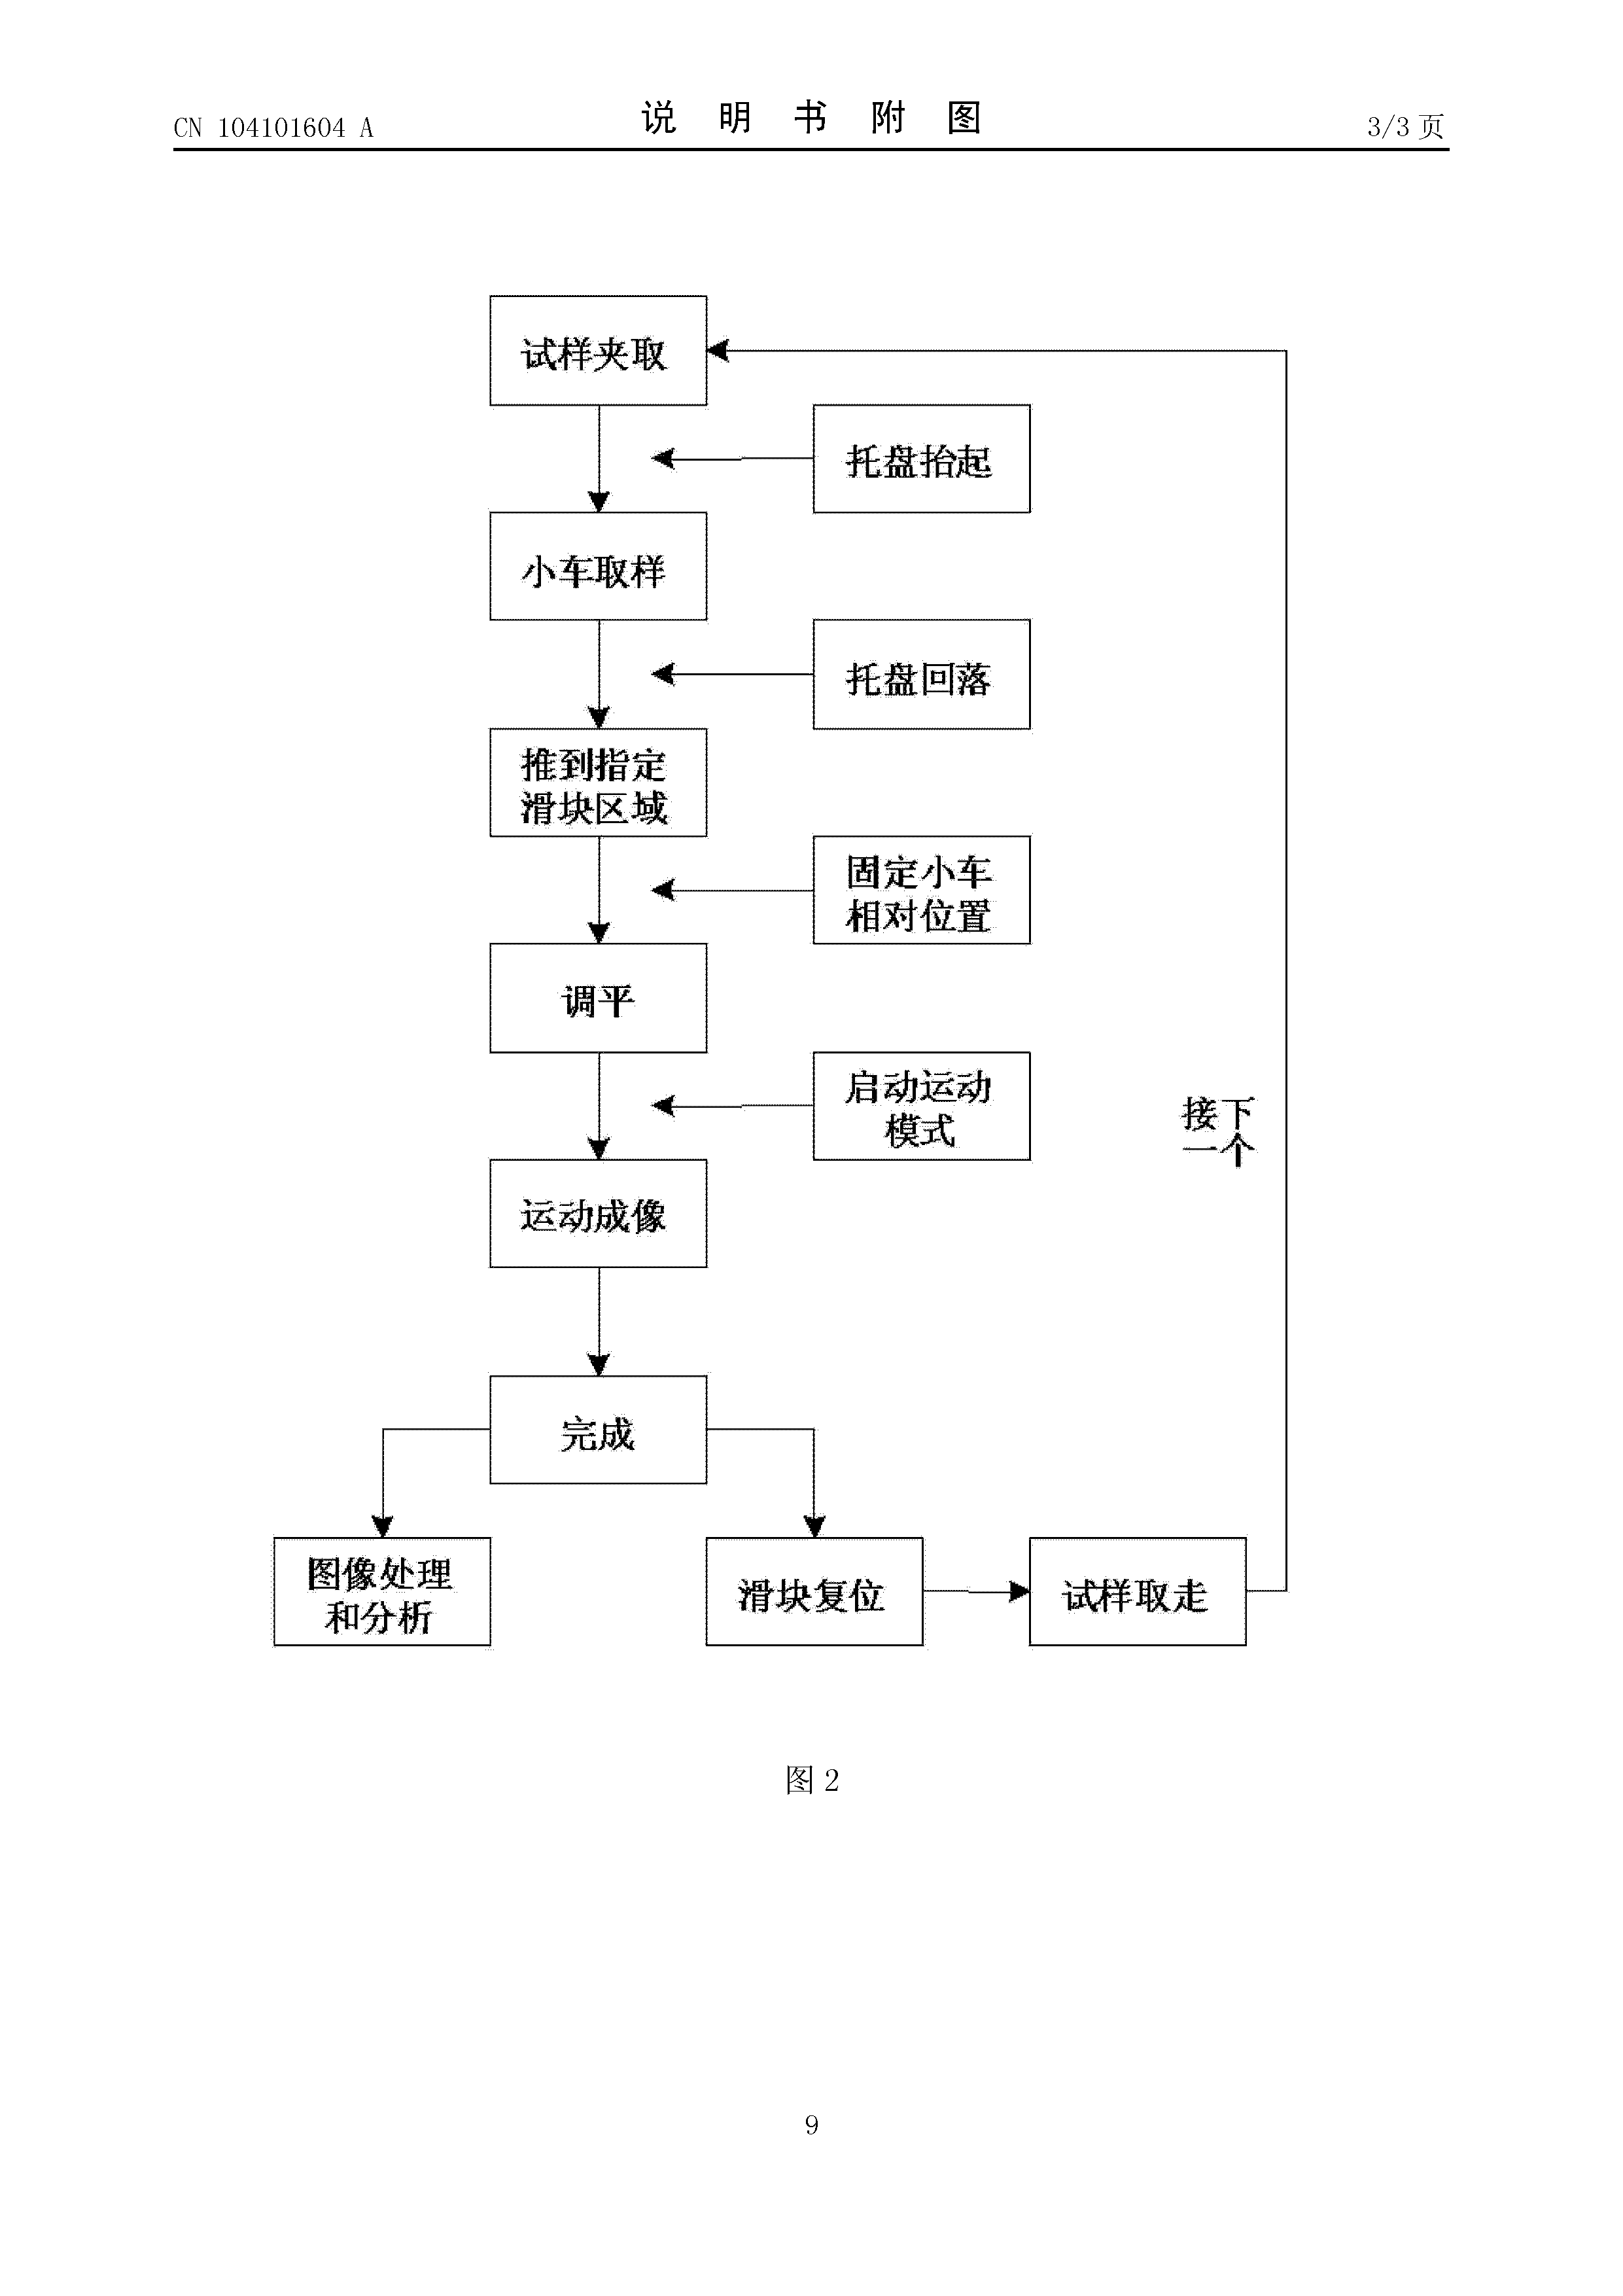 CN 104101604 A
说 明 书 附 图
3/3 页
试样夹取
托盘抬起
小车取样
托盘回落
推到指定
滑块区域
固定小车
相对位置
调平
启动运动
模式
接下
一个
运动成像
完成
图像处理
和分析
滑块复位
试样取走
图 2
9